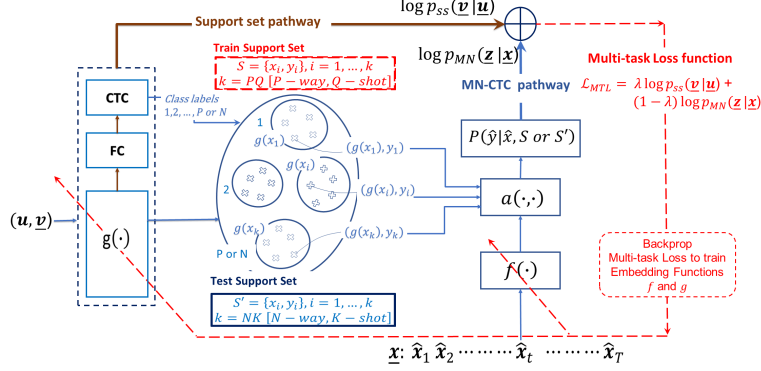 Support set pathway
log p_SS(v|u)
log p_MN(z|x)
Train Support Set
S = {x_i, y_i}, i = 1, …, k
k = PQ [P − way, Q − shot]
MN-CTC pathway
Multi-task Loss function
ℒ_MTL = λ log p_ss(v|u) +
(1 − λ) log p_MN(z|x)
CTC
Class labels
1,2, …, P or N
FC
1
g(x_1)
(g(x_1), y_1)
P(ŷ|x̂, S or S′)
g(x_i)
2
(g(x_i), y_i)
a(·,·)
(u, v)
g(·)
g(x_k)
(g(x_k), y_k)
P or N
Backprop
Multi-task Loss to train
Embedding Functions
f and g
f(·)
Test Support Set
S′ = {x_i, y_i}, i = 1, …, k
k = NK [N − way, K − shot]
x: x̂_1 x̂_2 ⋯⋯⋯ x̂_t ⋯⋯⋯ x̂_T